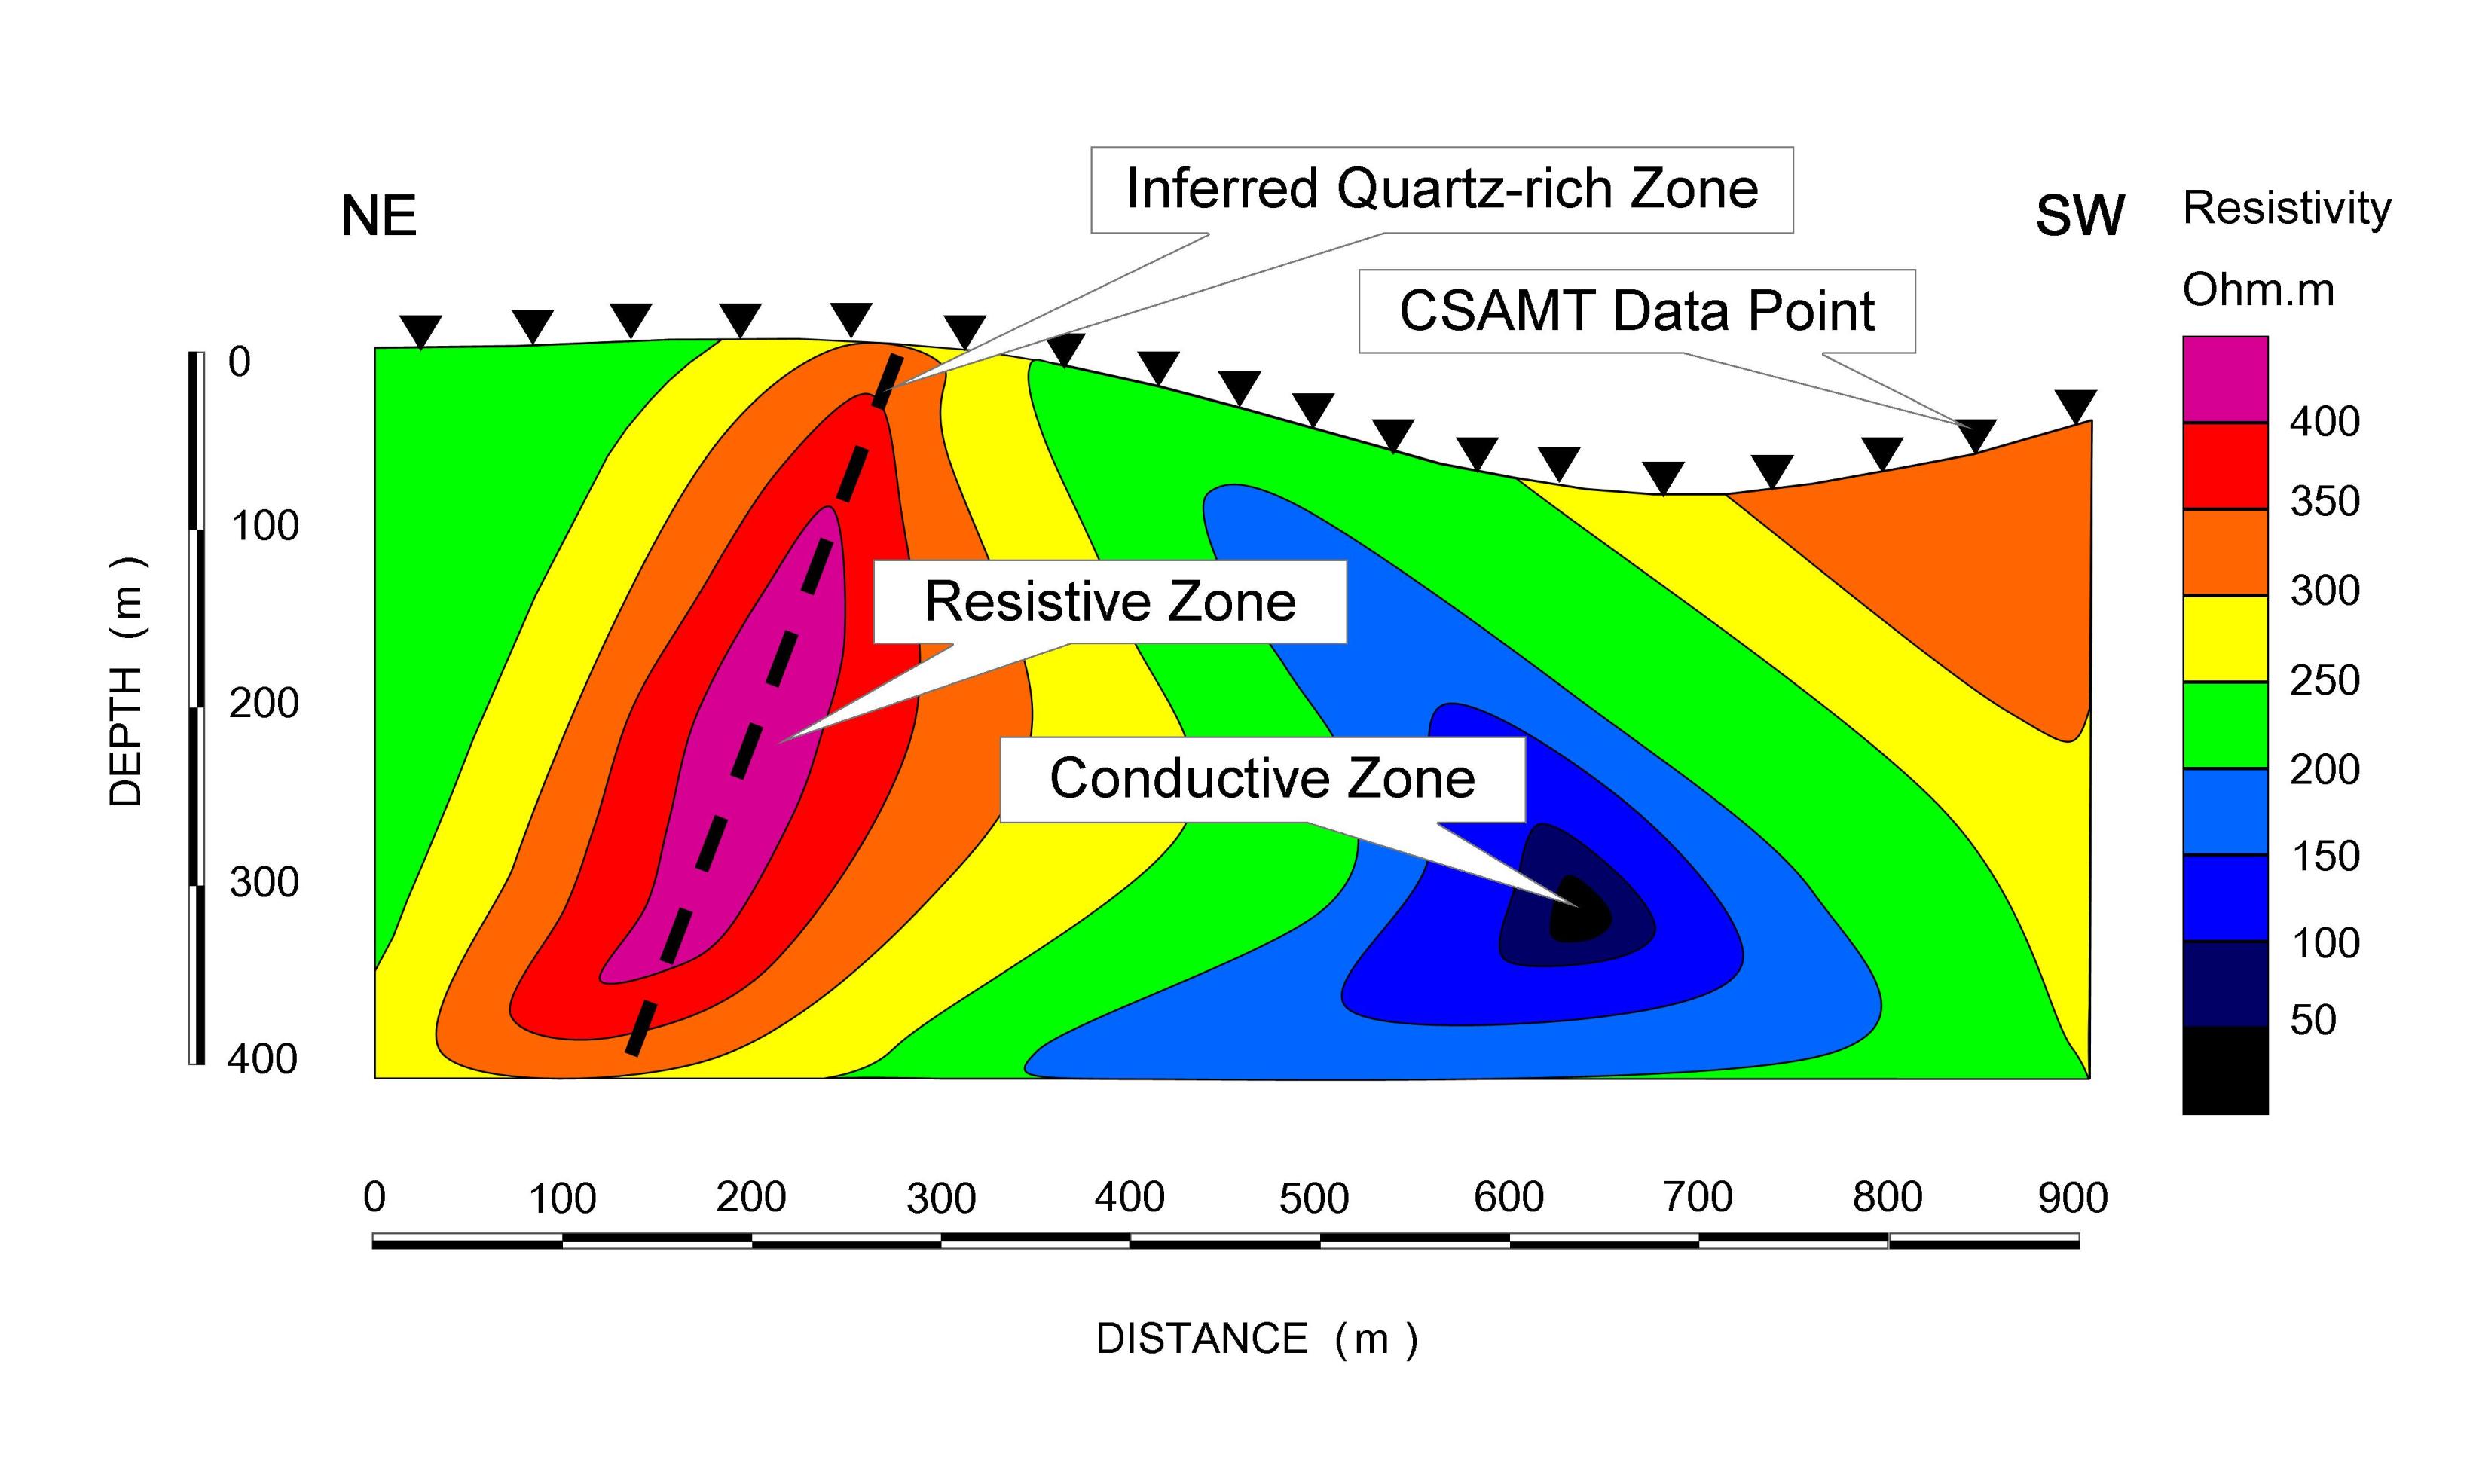 Inferred Quartz-rich Zone
NE
SW
Resistivity
Ohm.m
CSAMT Data Point
0
100
200
300
400
DEPTH (m)
Resistive Zone
Conductive Zone
400
350
300
250
200
150
100
50
0 100 200 300 400 500 600 700 800 900
DISTANCE (m)